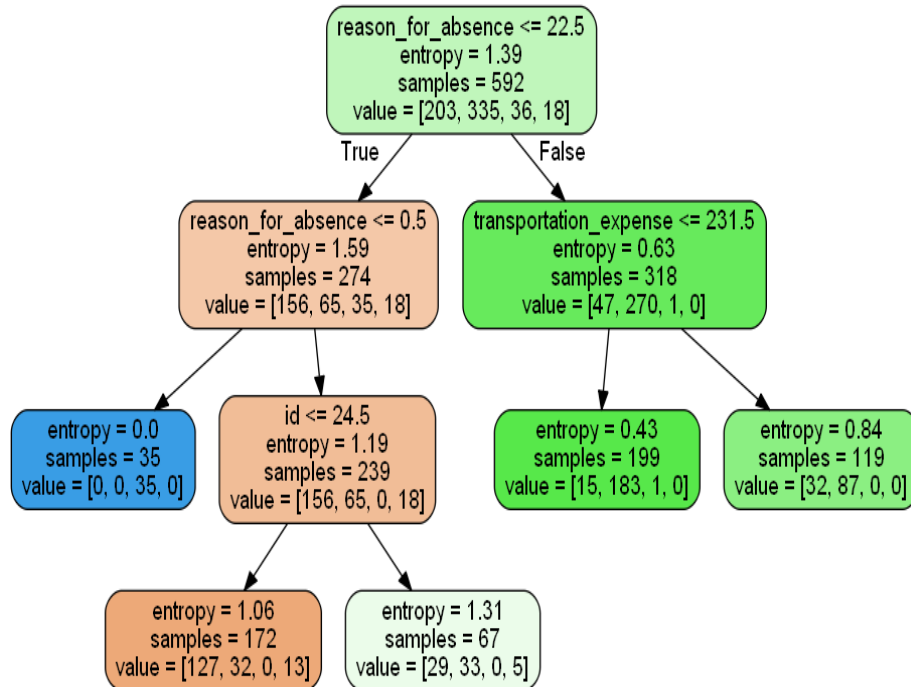 reason_for_absence <= 22.5
entropy = 1.39
samples = 592
value = [203, 335, 36, 18]
True
False
reason_for_absence <= 0.5
entropy = 1.59
samples = 274
value = [156, 65, 35, 18]
transportation_expense <= 231.5
entropy = 0.63
samples = 318
value = [47, 270, 1, 0]
entropy = 0.0
samples = 35
value = [0, 0, 35, 0]
id <= 24.5
entropy = 1.19
samples = 239
value = [156, 65, 0, 18]
entropy = 0.43
samples = 199
value = [15, 183, 1, 0]
entropy = 0.84
samples = 119
value = [32, 87, 0, 0]
entropy = 1.06
samples = 172
value = [127, 32, 0, 13]
entropy = 1.31
samples = 67
value = [29, 33, 0, 5]